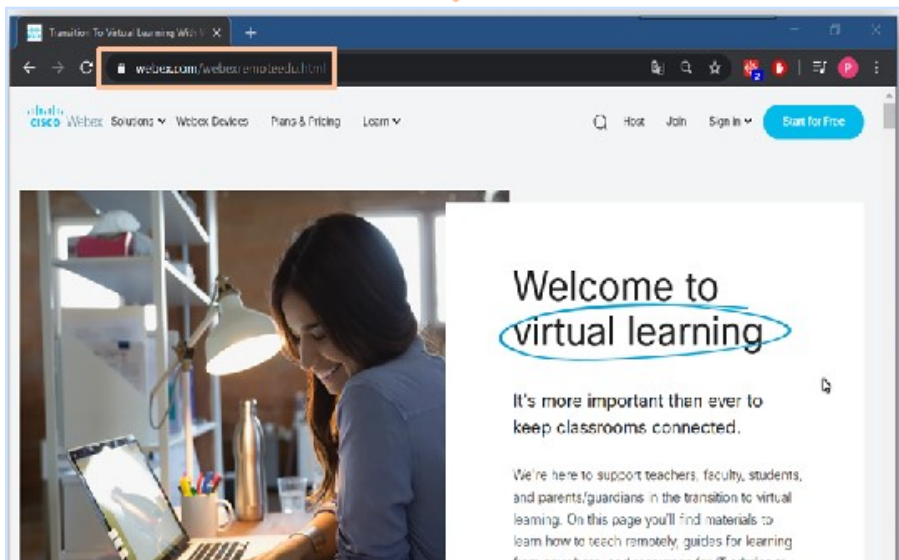 Transition To Virtual Learning With
webex.com/webexremoteedu.html
CISCO Webex Solutions Webex Devices Plans & Pricing Learn Host Join Sign in Start for Free
Welcome to
virtual learning
It's more important than ever to
keep classrooms connected.
We're here to support teachers, faculty, students,
and parents/guardians in the transition to virtual
learning. On this page you'll find materials to
learn how to teach remotely, guides for learning